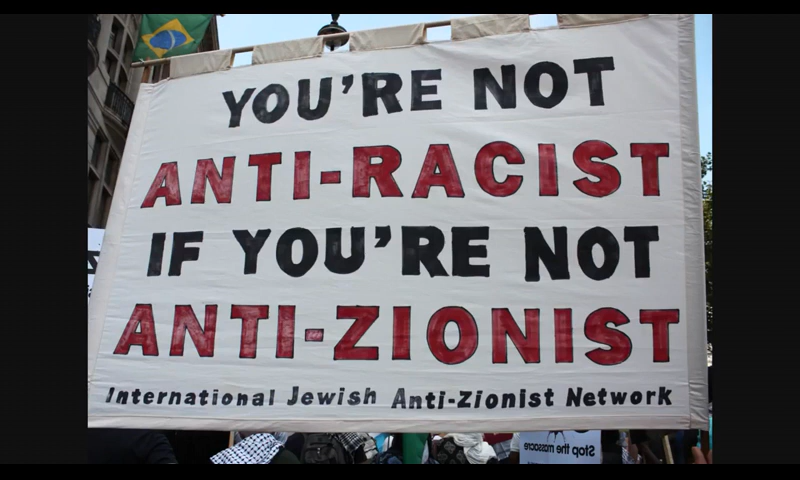 YOU'RE NOT
ANTI-RACIST
IF YOU'RE NOT
ANTI-ZIONIST
International Jewish Anti-Zionist Network
Stop the massacre